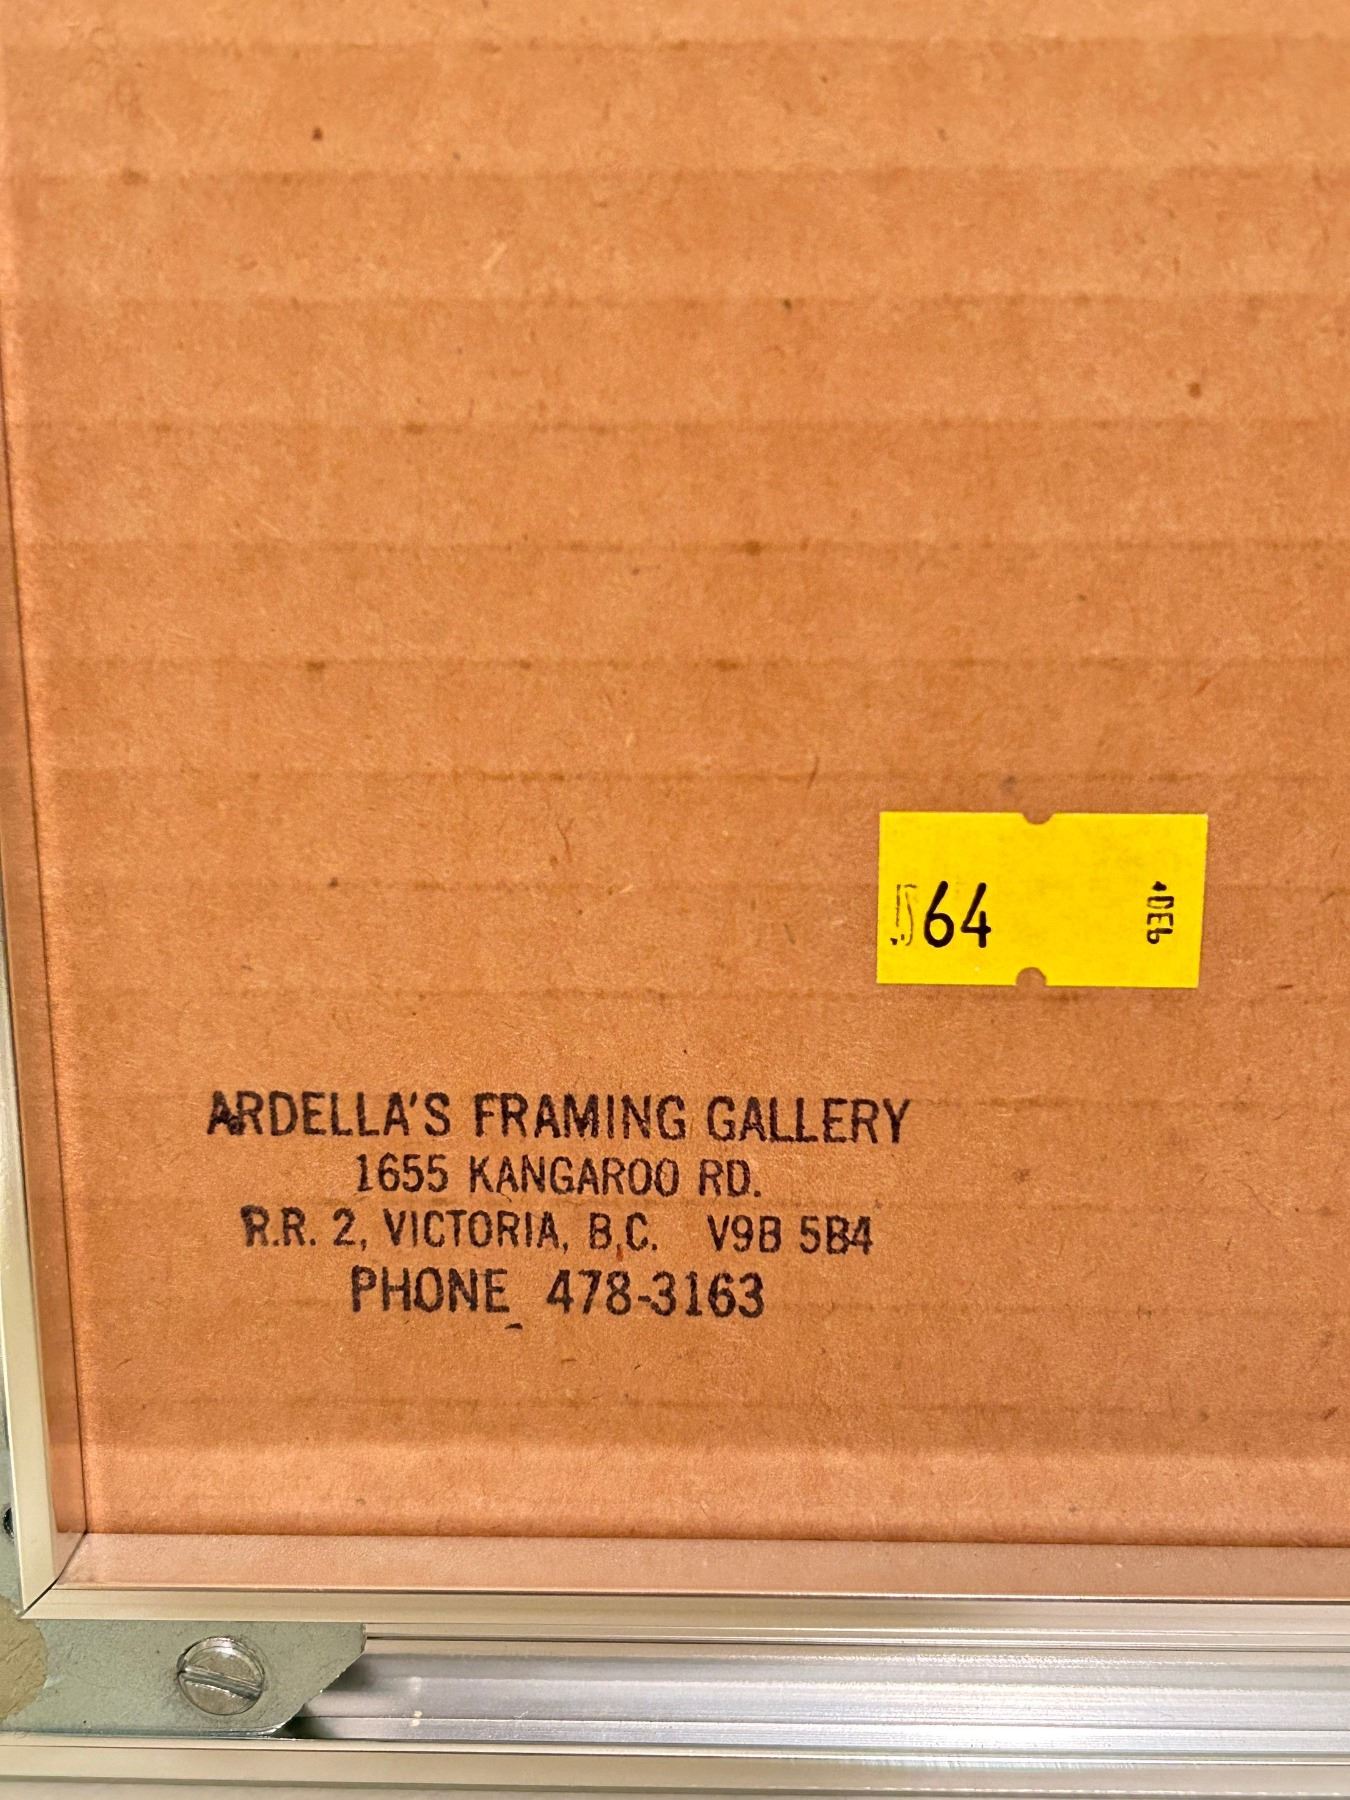 64
ARDELLA'S FRAMING GALLERY
1655 KANGAROO RD.
R.R. 2, VICTORIA, B.C. V9B 5B4
PHONE 478-3163